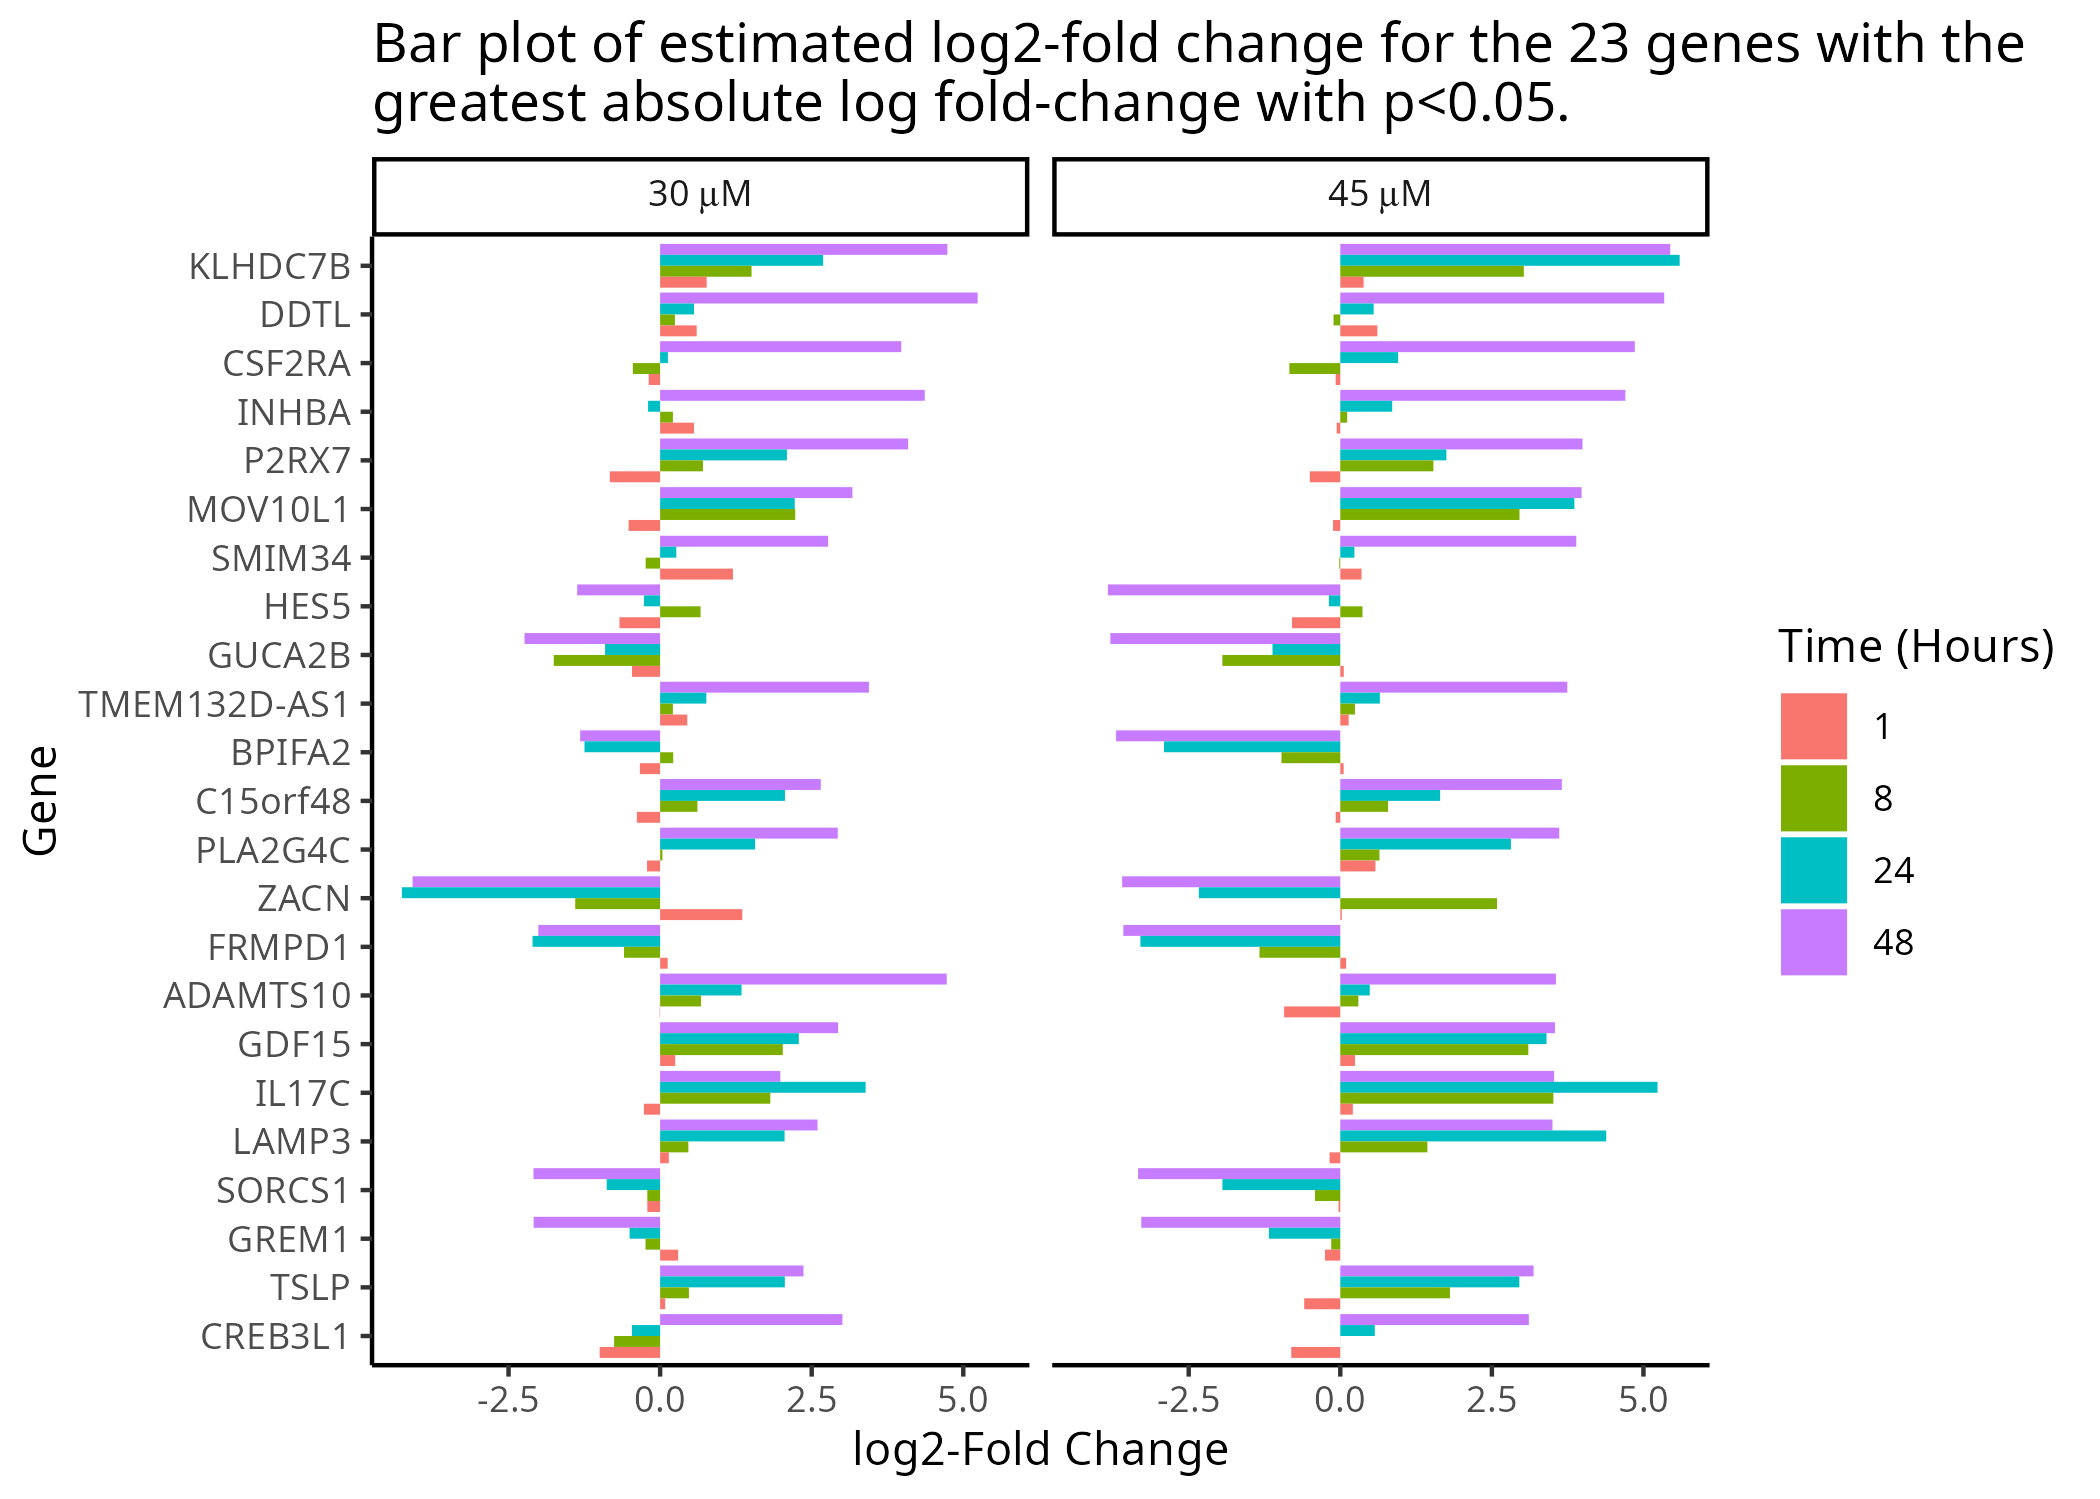 Bar plot of estimated log2-fold change for the 23 genes with the
greatest absolute log fold-change with p<0.05.
30 μM
45 μM
KLHDC7B
DDTL
CSF2RA
INHBA
P2RX7
MOV10L1
SMIM34
HES5
GUCA2B
TMEM132D-AS1
BPIFA2
C15orf48
PLA2G4C
ZACN
FRMPD1
ADAMTS10
GDF15
IL17C
LAMP3
SORCS1
GREM1
TSLP
CREB3L1
Gene
-2.5 0.0 2.5 5.0
-2.5 0.0 2.5 5.0
log2-Fold Change
Time (Hours)
1
8
24
48